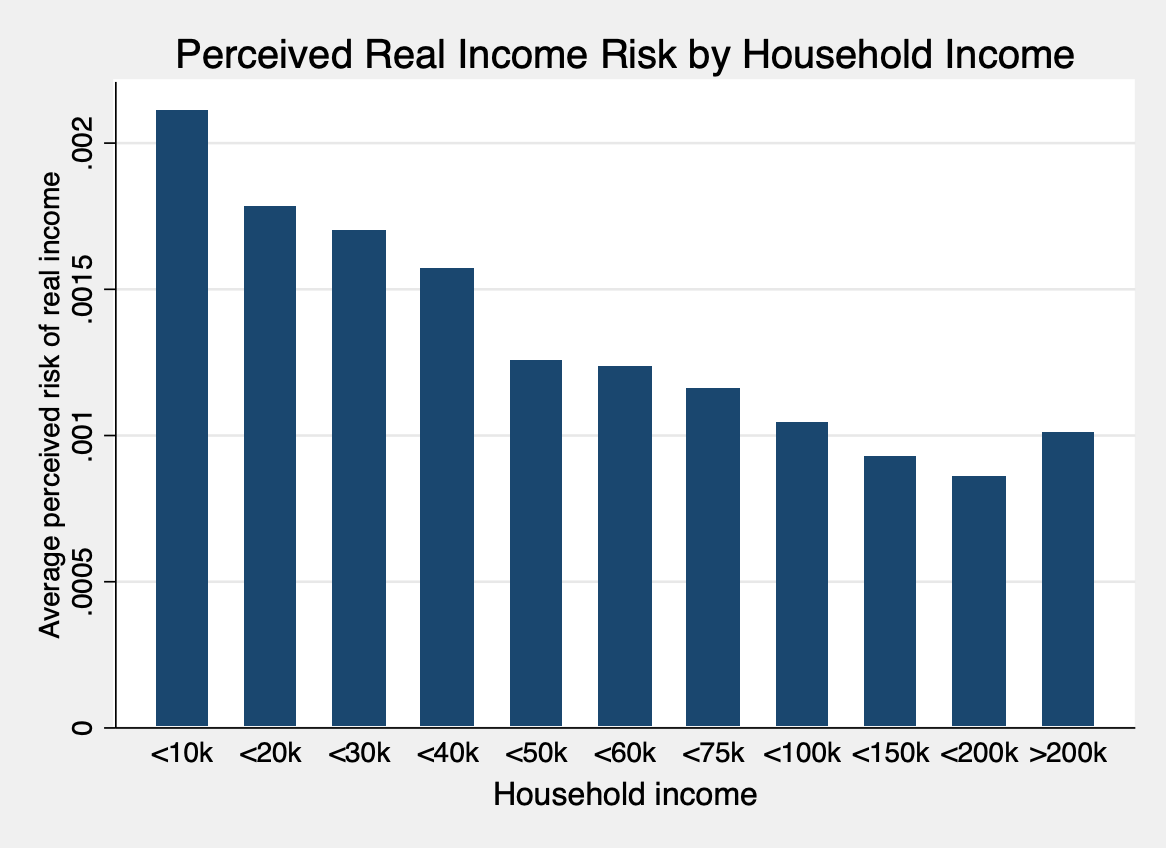 Perceived Real Income Risk by Household Income
Average perceived risk of real income
.002
.0015
.001
.0005
0
<10k <20k <30k <40k <50k <60k <75k <100k <150k <200k >200k
Household income